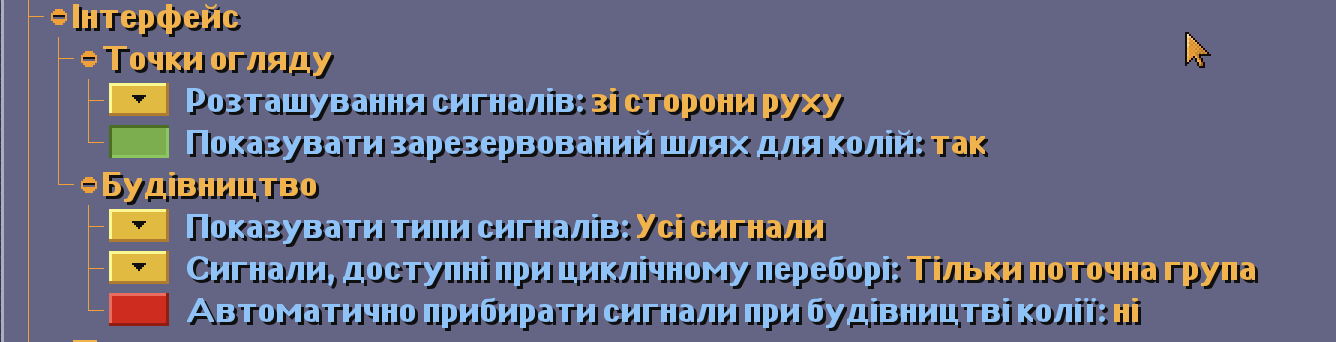 Інтерфейс
Точки огляду
Розташування сигналів: зі сторони руху
Показувати зарезервований шлях для колій: так
Будівництво
Показувати типи сигналів: Усі сигнали
Сигнали, доступні при циклічному переборі: Тільки поточна група
Автоматично прибирати сигнали при будівництві колії: ні